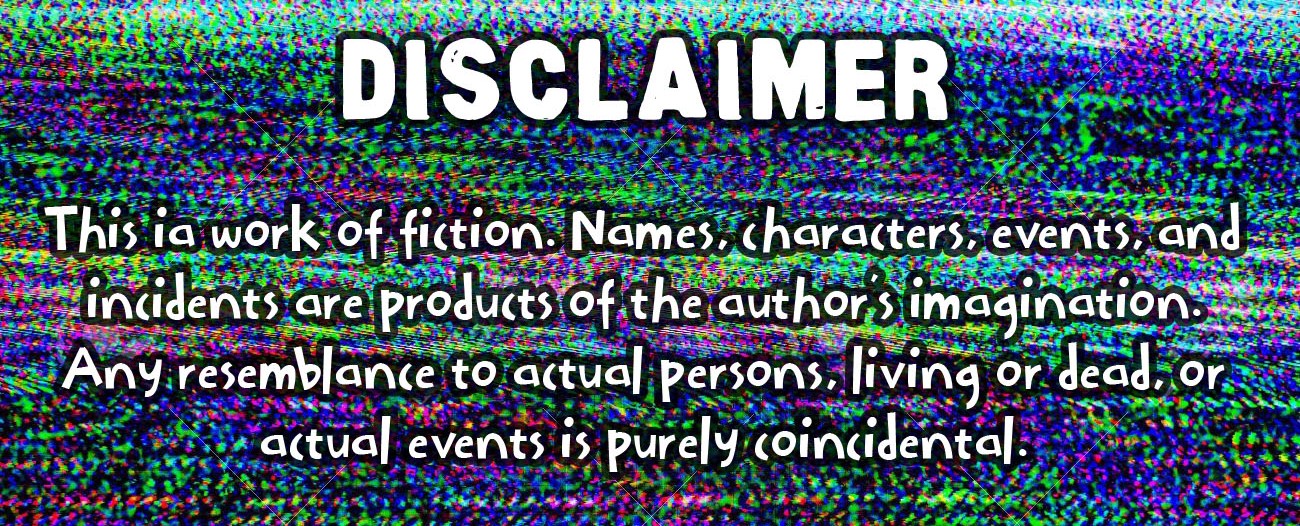 DISCLAIMER
This ia work of fiction. Names, characters, events, and
incidents are products of the author's imagination.
Any resemblance to actual persons, living or dead, or
actual events is purely coincidental.